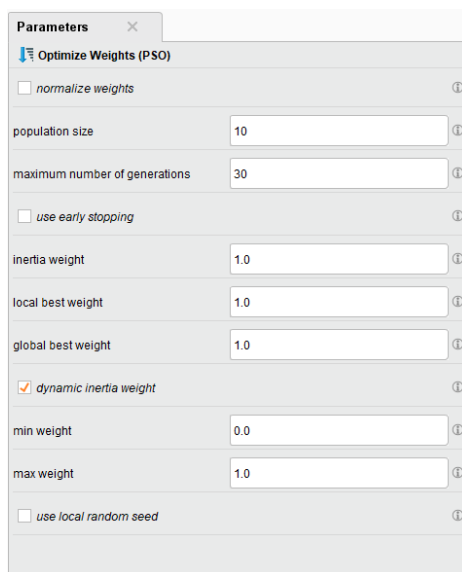 Parameters
Optimize Weights (PSO)
normalize weights
population size 10
maximum number of generations 30
use early stopping
inertia weight 1.0
local best weight 1.0
global best weight 1.0
dynamic inertia weight
min weight 0.0
max weight 1.0
use local random seed